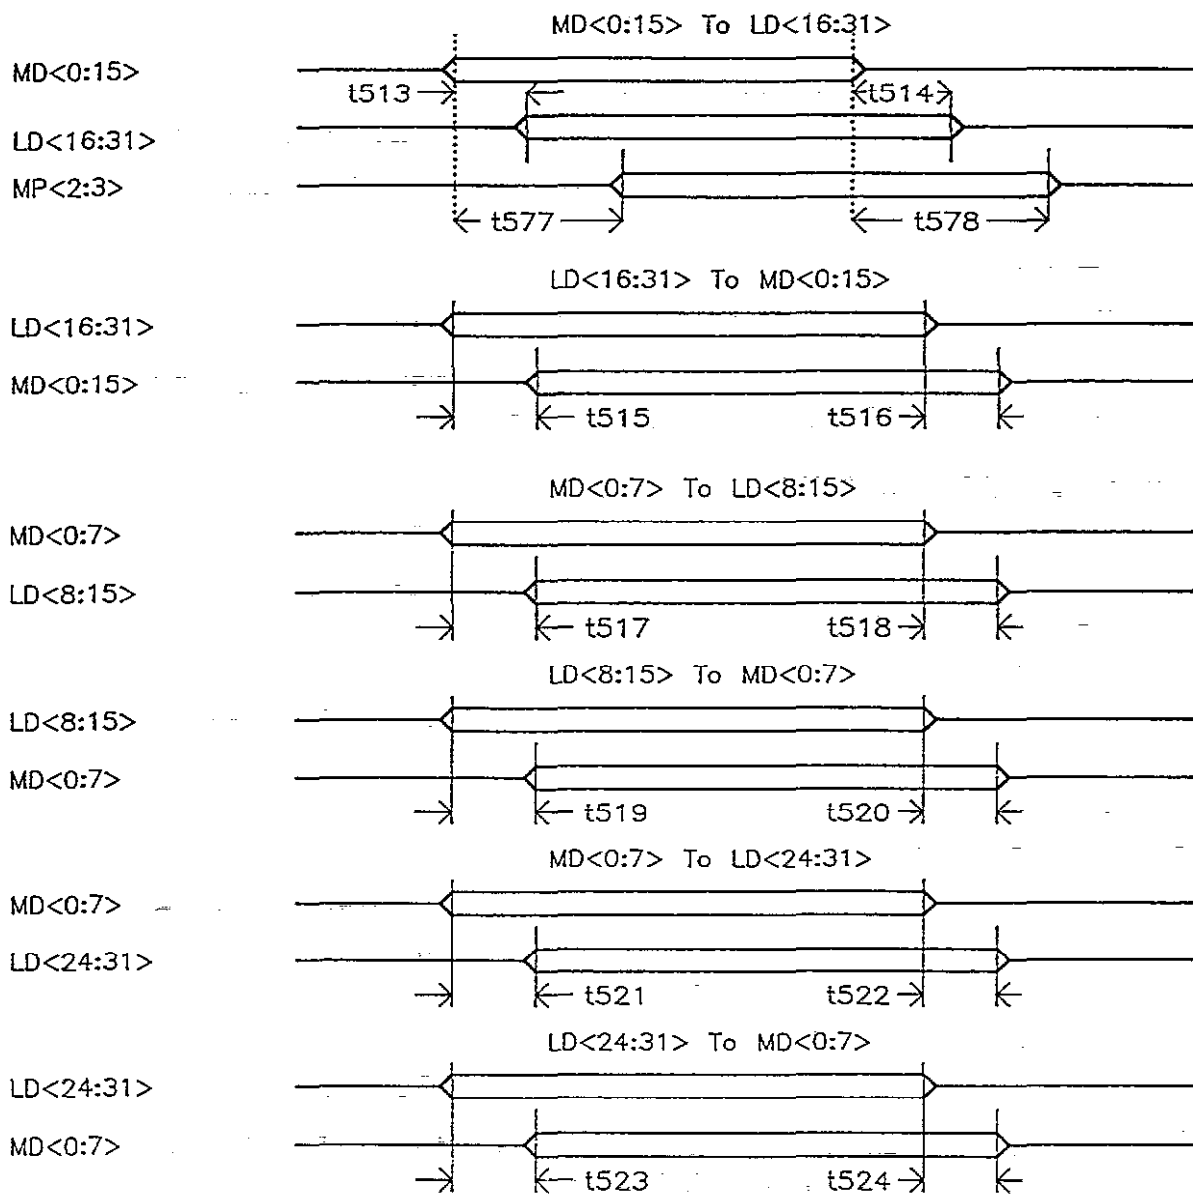 MD<0:15> To LD<16:31>
MD<0:15>
t513 t514
LD<16:31>
MP<2:3>
t577 t578
LD<16:31> To MD<0:15>
LD<16:31>
MD<0:15>
t515 t516
MD<0:7> To LD<8:15>
MD<0:7>
LD<8:15>
t517 t518
LD<8:15> To MD<0:7>
LD<8:15>
MD<0:7>
t519 t520
MD<0:7> To LD<24:31>
MD<0:7>
LD<24:31>
t521 t522
LD<24:31> To MD<0:7>
LD<24:31>
MD<0:7>
t523 t524